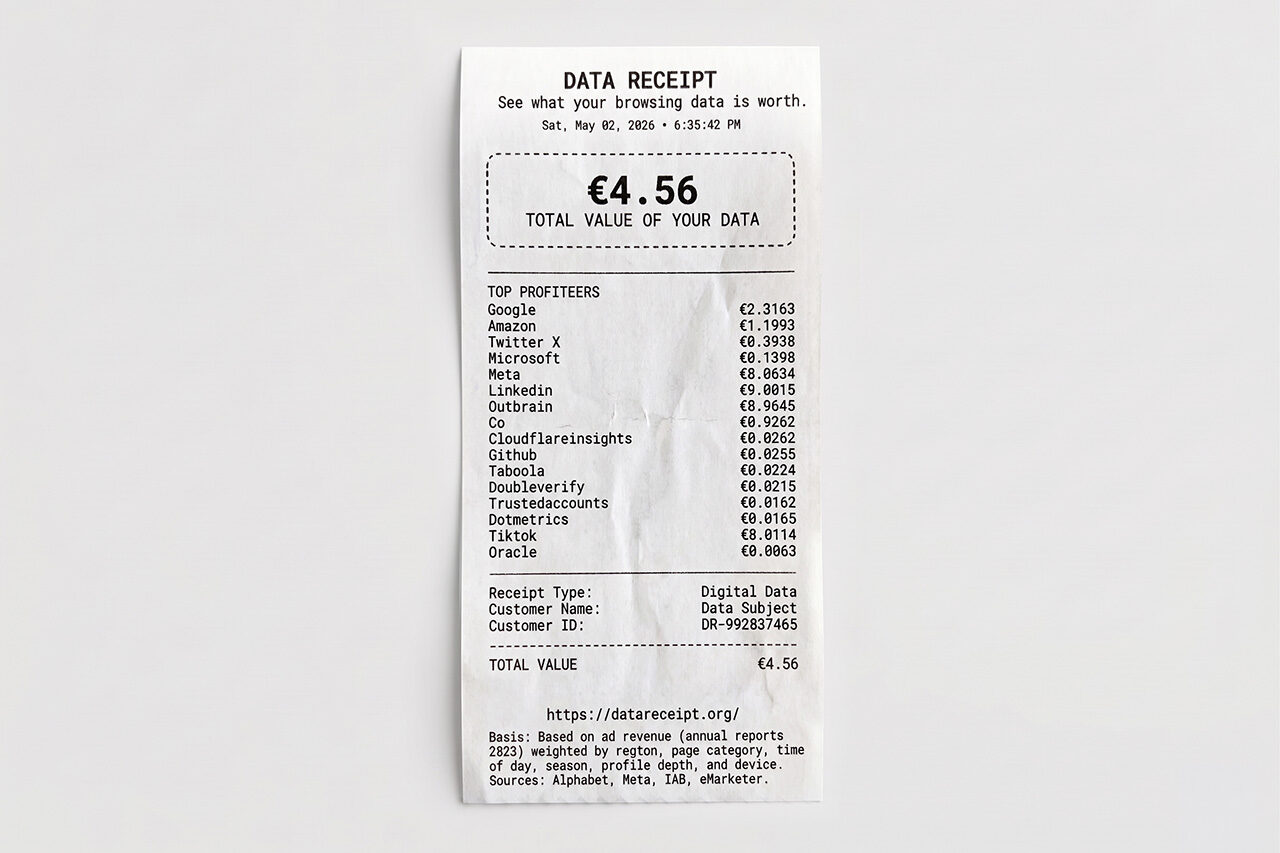 DATA RECEIPT
See what your browsing data is worth.
Sat, May 02, 2026 • 6:35:42 PM
€4.56
TOTAL VALUE OF YOUR DATA
TOP PROFITEERS
Google €2.3163
Amazon €1.1993
Twitter X €0.3938
Microsoft €0.1398
Meta €8.0634
Linkedin €9.0015
Outbrain €8.9645
Co €0.9262
Cloudflareinsights €0.0262
Github €0.0255
Taboola €0.0224
Doubleverify €0.0215
Trustedaccounts €0.0162
Dotmetrics €0.0165
Tiktok €8.0114
Oracle €0.0063
Receipt Type: Digital Data
Customer Name: Data Subject
Customer ID: DR-992837465
TOTAL VALUE €4.56
https://datareceipt.org/
Basis: Based on ad revenue (annual reports
2823) weighted by regton, page category, time
of day, season, profile depth, and device.
Sources: Alphabet, Meta, IAB, eMarketer.